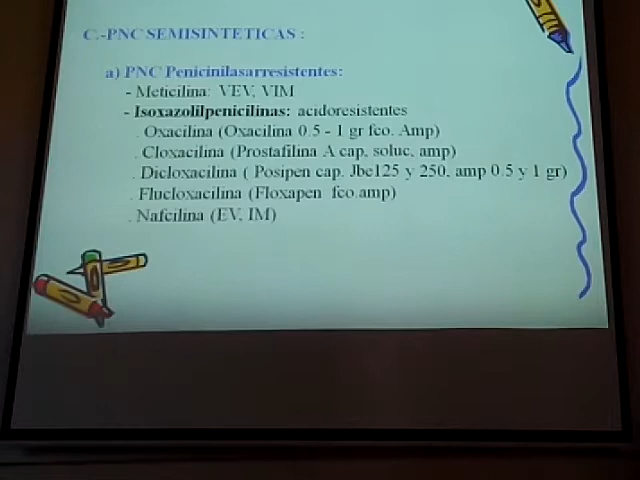 C.-PNC SEMISINTETICAS :
a) PNC Penicinilasarresistentes:
- Meticilina: VEV, VIM
- Isoxazolilpenicilinas: acidoresistentes
. Oxacilina (Oxacilina 0.5 - 1 gr fco. Amp)
. Cloxacilina (Prostafilina A cap, soluc, amp)
. Dicloxacilina ( Posipen cap. Jbe125 y 250, amp 0.5 y 1 gr)
. Flucloxacilina (Floxapen fco.amp)
. Nafcilina (EV, IM)